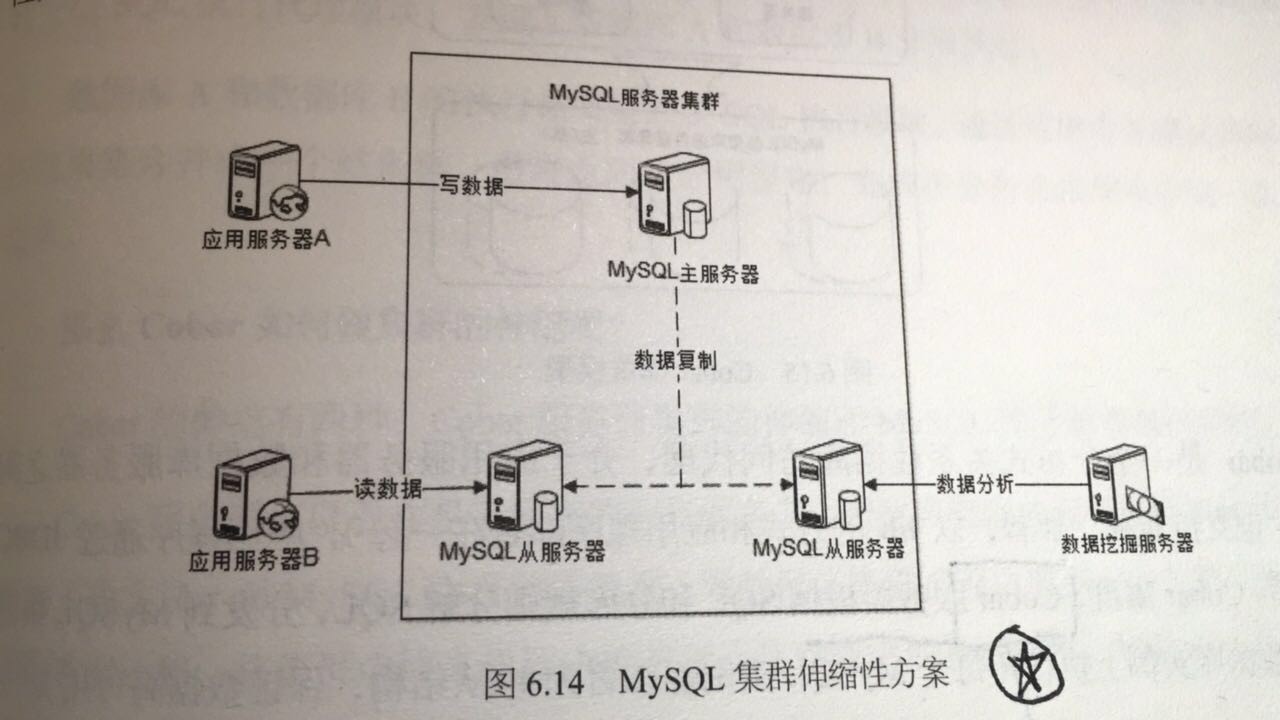 MySQL服务器集群
写数据
应用服务器A
MySQL主服务器
数据复制
读数据
数据分析
应用服务器B
MySQL从服务器
MySQL从服务器
数据挖掘服务器
图 6.14 MySQL 集群伸缩性方案